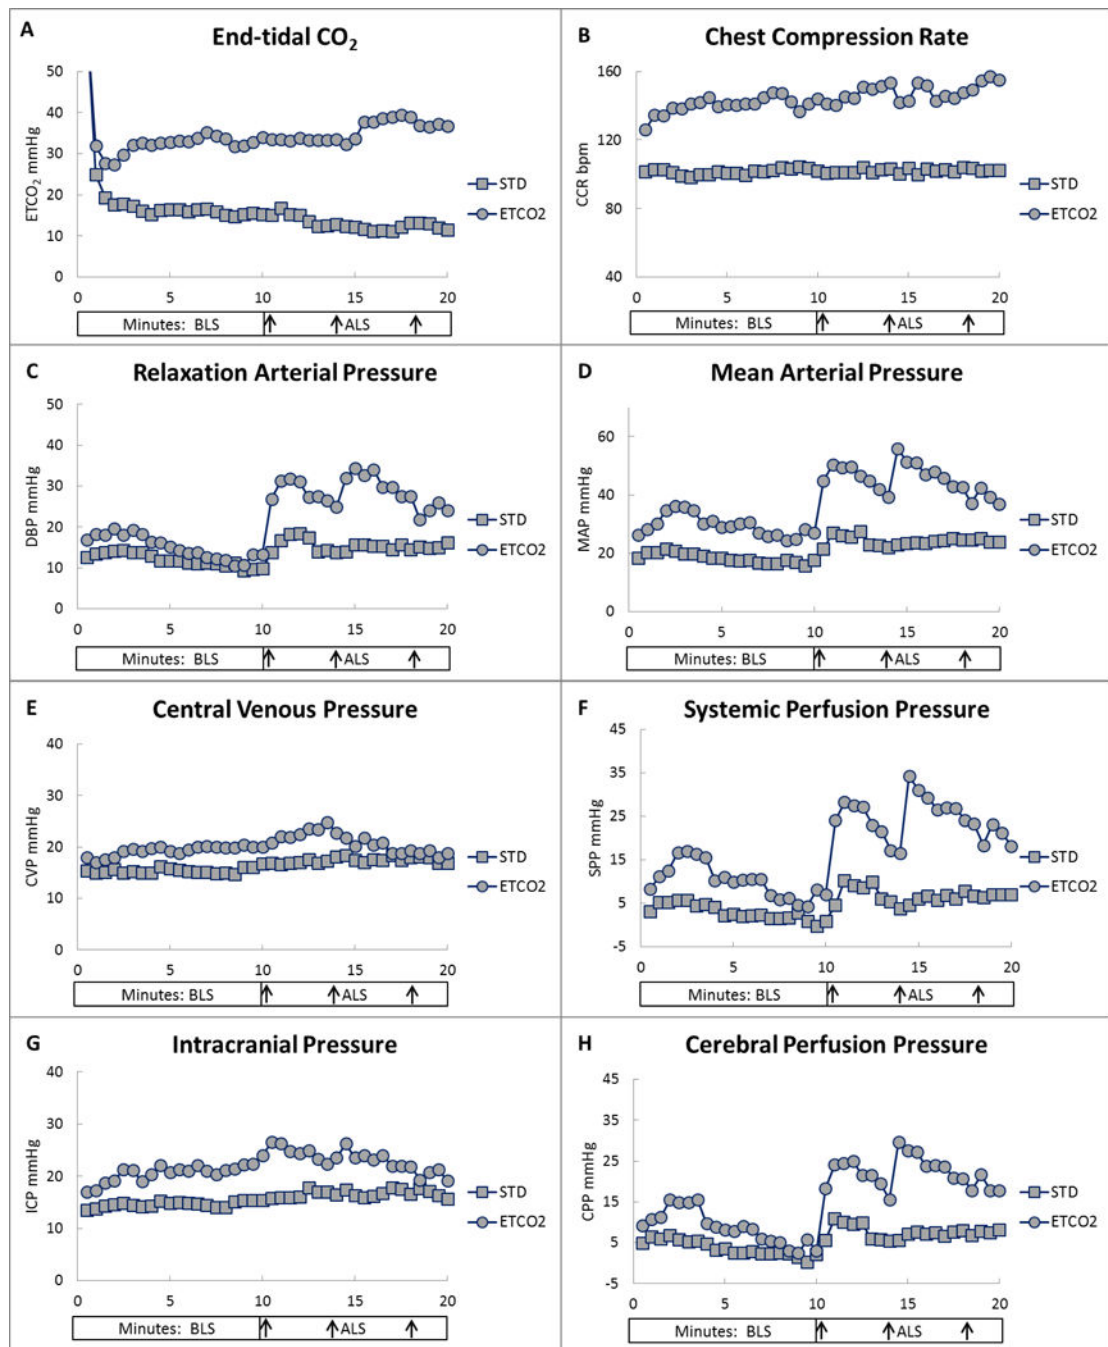 A End-tidal CO2
50
40
30
20
10
0
ETCO2 mmHg
STD
ETCO2
0 5 10 15 20
Minutes: BLS ↑ ↑ALS ↑
B Chest Compression Rate
160
120
80
40
CCR bpm
STD
ETCO2
0 5 10 15 20
Minutes: BLS ↑ ↑ALS ↑
C Relaxation Arterial Pressure
50
40
30
20
10
0
DBP mmHg
STD
ETCO2
0 5 10 15 20
Minutes: BLS ↑ ↑ALS ↑
D Mean Arterial Pressure
60
40
20
0
MAP mmHg
STD
ETCO2
0 5 10 15 20
Minutes: BLS ↑ ↑ALS ↑
E Central Venous Pressure
40
30
20
10
0
CVP mmHg
STD
ETCO2
0 5 10 15 20
Minutes: BLS ↑ ↑ALS ↑
F Systemic Perfusion Pressure
45
35
25
15
5
-5
SPP mmHg
STD
ETCO2
0 5 10 15 20
Minutes: BLS ↑ ↑ALS ↑
G Intracranial Pressure
40
30
20
10
0
ICP mmHg
STD
ETCO2
0 5 10 15 20
Minutes: BLS ↑ ↑ALS ↑
H Cerebral Perfusion Pressure
45
35
25
15
5
-5
CPP mmHg
STD
ETCO2
0 5 10 15 20
Minutes: BLS ↑ ↑ALS ↑